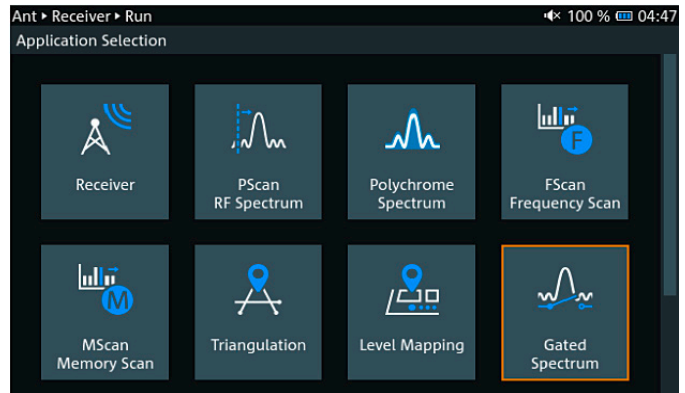 Ant ▸ Receiver ▸ Run
100 % 04:47
Application Selection
Receiver
PScan
RF Spectrum
Polychrome
Spectrum
F
FScan
Frequency Scan
M
MScan
Memory Scan
Triangulation
Level Mapping
Gated
Spectrum